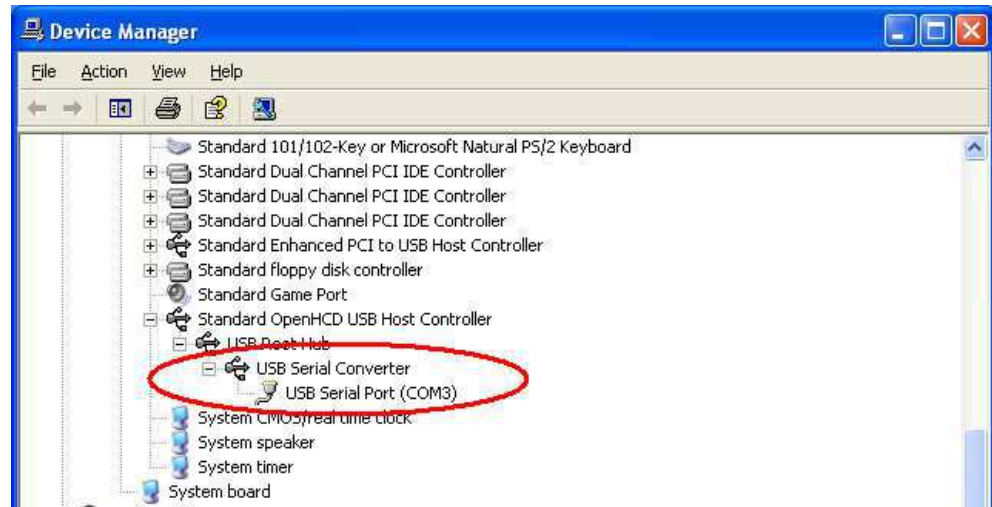 Device Manager
File Action View Help
Standard 101/102-Key or Microsoft Natural PS/2 Keyboard
Standard Dual Channel PCI IDE Controller
Standard Dual Channel PCI IDE Controller
Standard Dual Channel PCI IDE Controller
Standard Enhanced PCI to USB Host Controller
Standard floppy disk controller
Standard Game Port
Standard OpenHCD USB Host Controller
USB Root Hub
USB Serial Converter
USB Serial Port (COM3)
System CMOS/real time clock
System speaker
System timer
System board